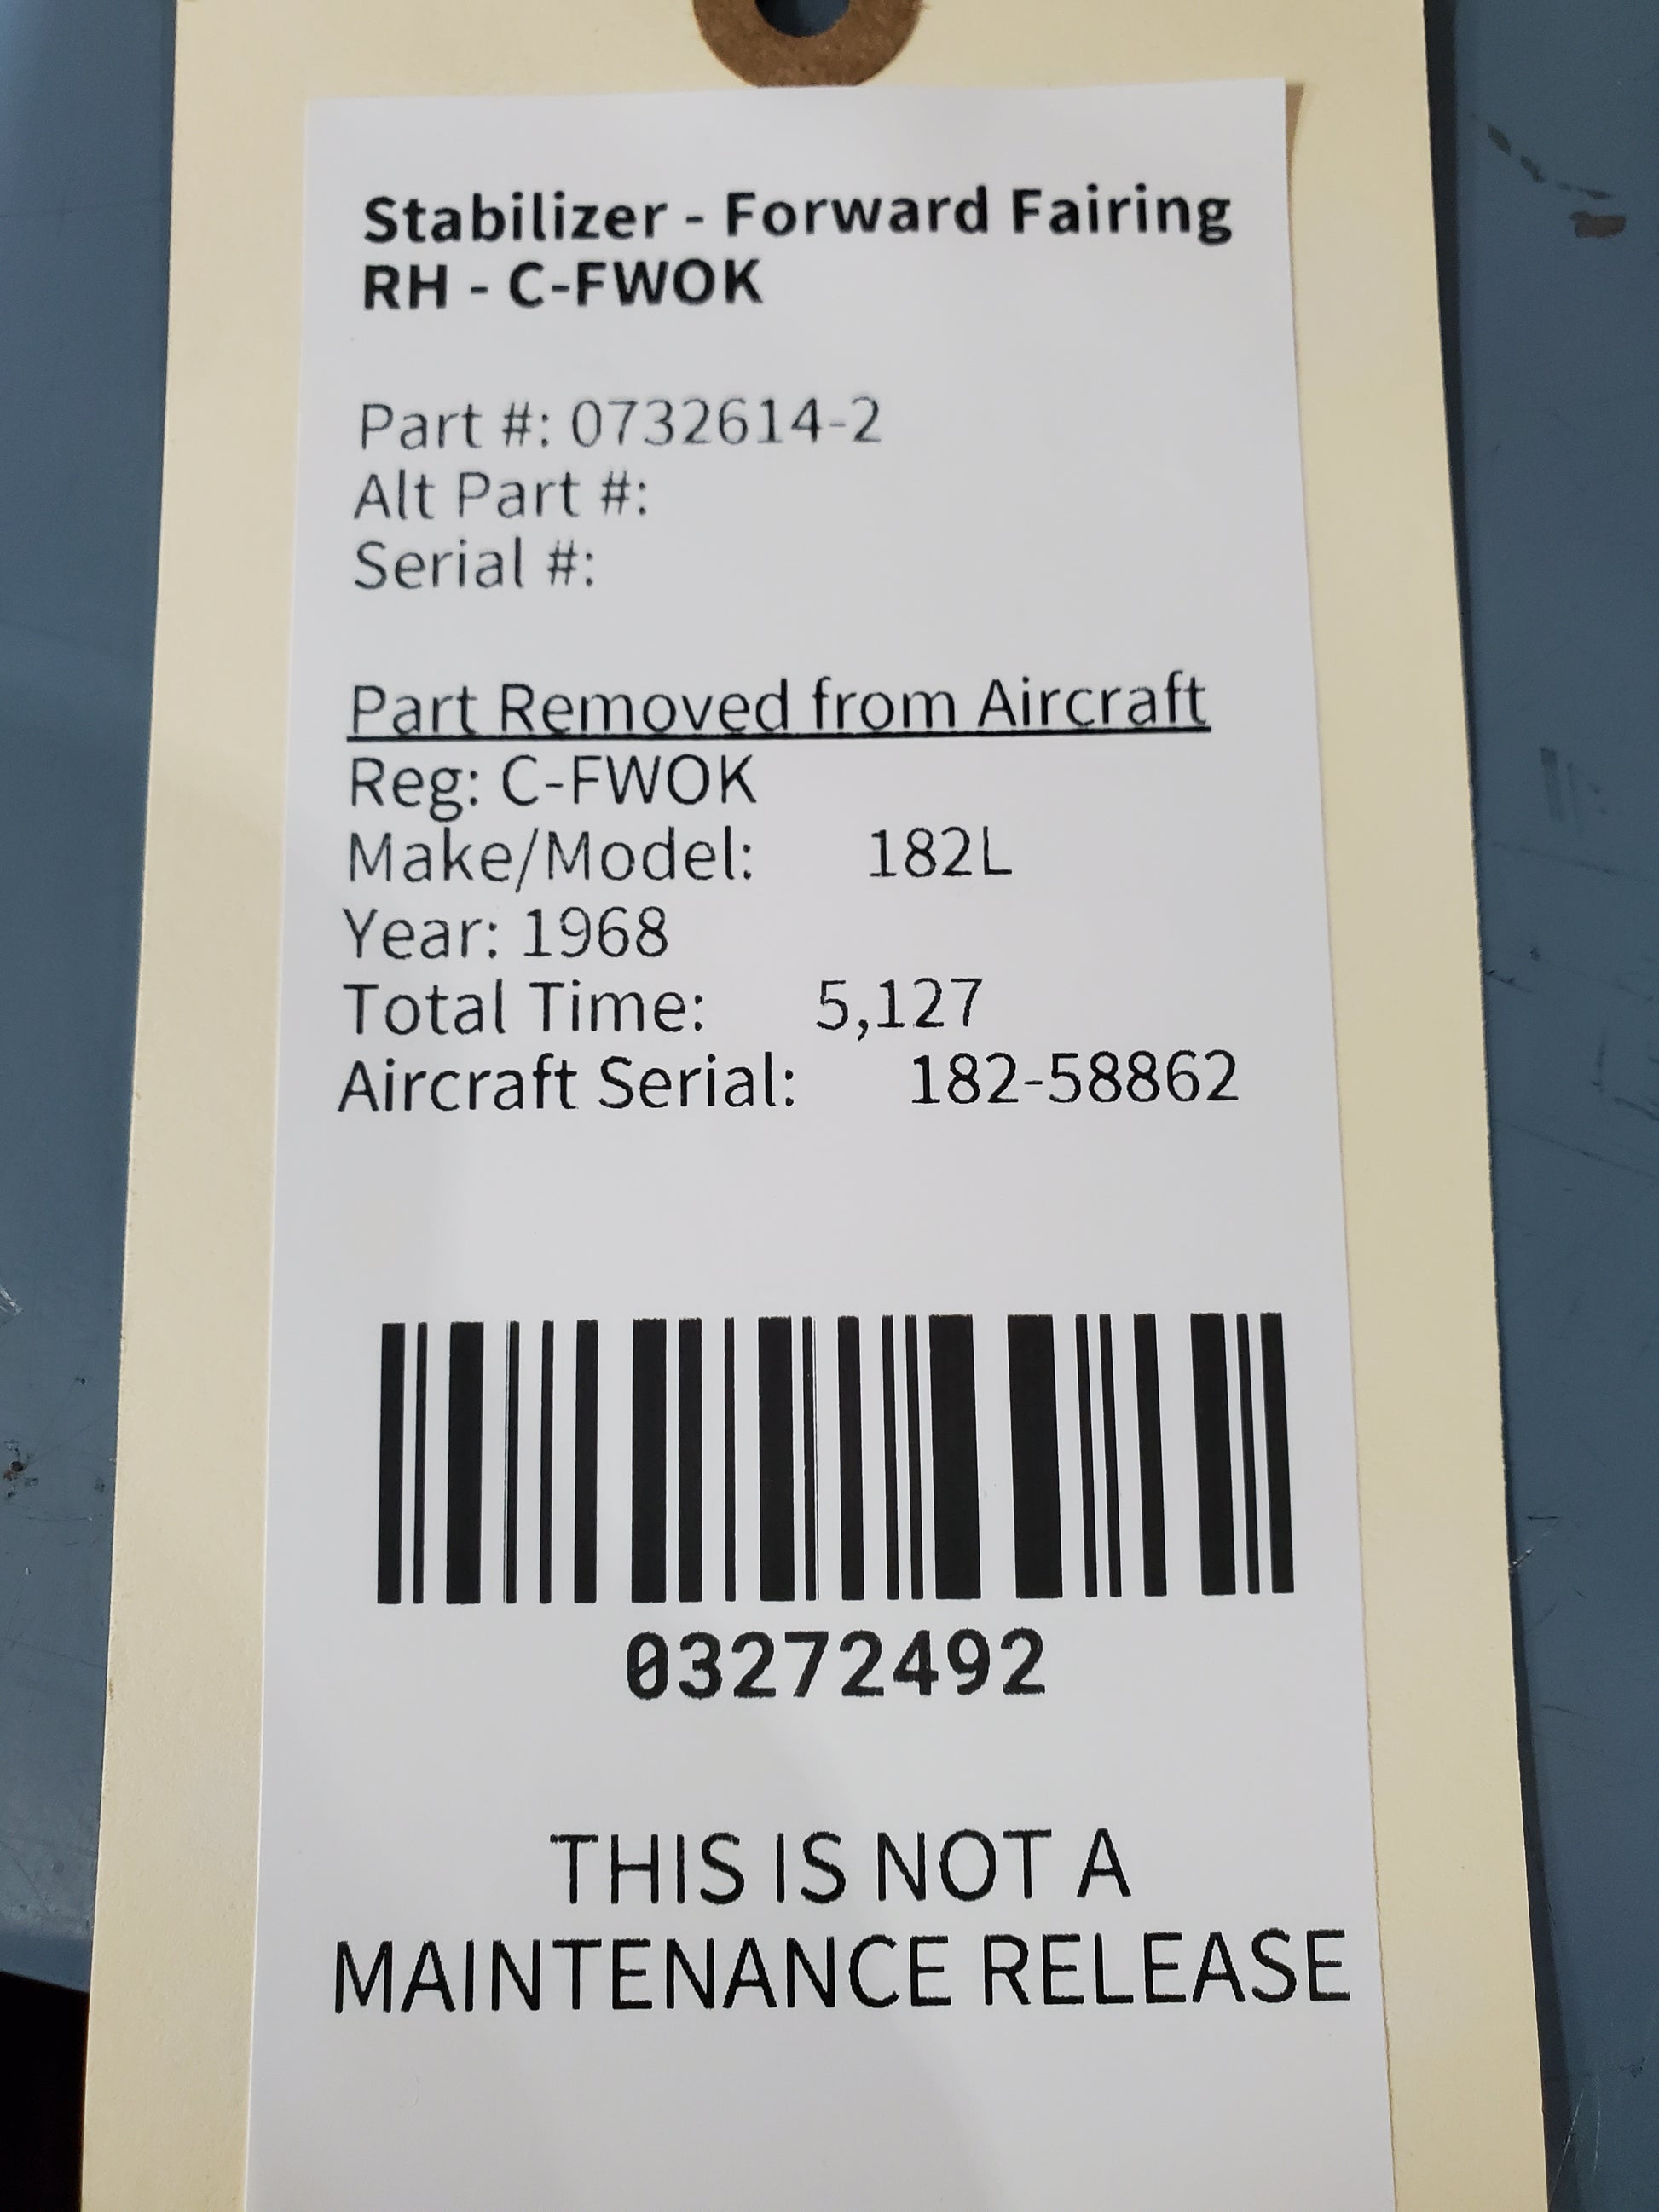 Stabilizer - Forward Fairing
RH - C-FWOK
Part #: 0732614-2
Alt Part #:
Serial #:
Part Removed from Aircraft
Reg: C-FWOK
Make/Model: 182L
Year: 1968
Total Time: 5,127
Aircraft Serial: 182-58862
03272492
THIS IS NOT A
MAINTENANCE RELEASE